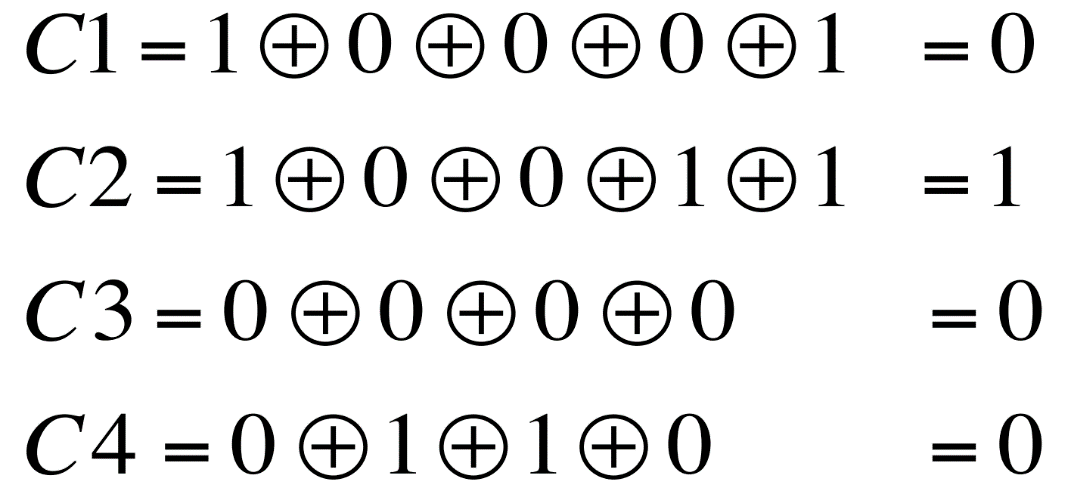 C1 = 1 ⊕ 0 ⊕ 0 ⊕ 0 ⊕ 1 = 0
C2 = 1 ⊕ 0 ⊕ 0 ⊕ 1 ⊕ 1 = 1
C3 = 0 ⊕ 0 ⊕ 0 ⊕ 0 = 0
C4 = 0 ⊕ 1 ⊕ 1 ⊕ 0 = 0